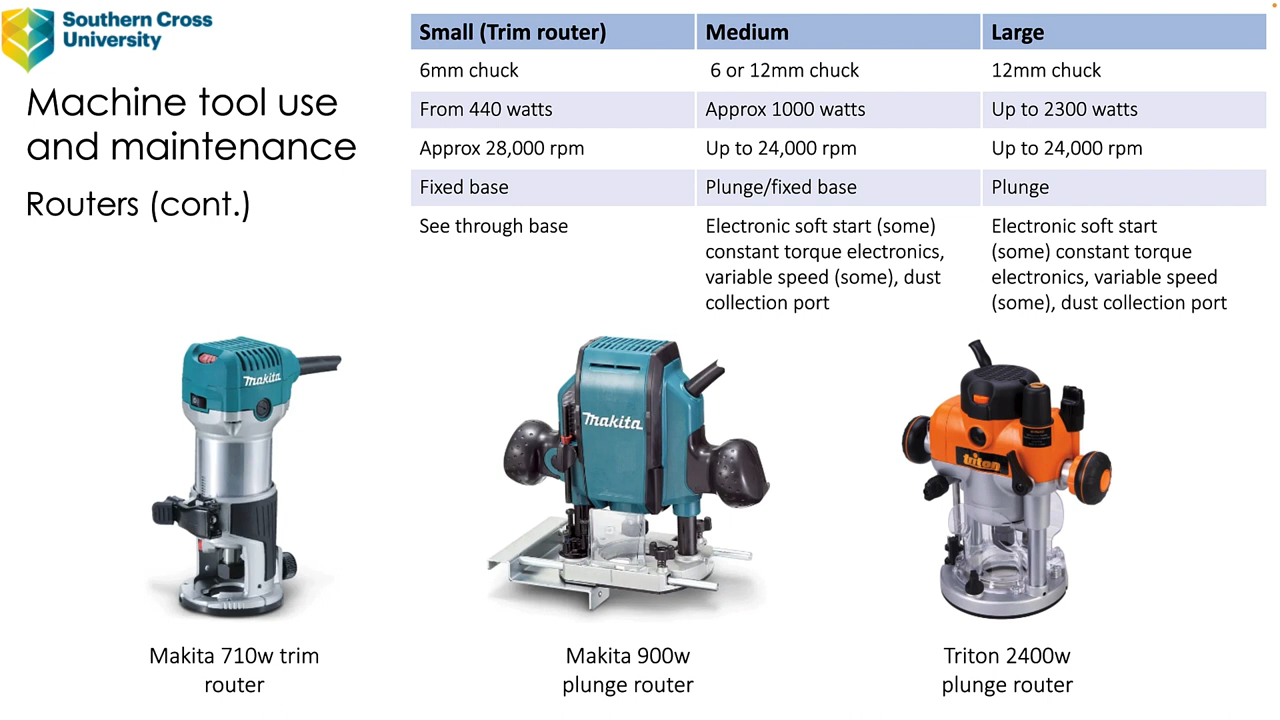 Southern Cross
University
Machine tool use
and maintenance
Routers (cont.)
Small (Trim router) Medium Large
6mm chuck 6 or 12mm chuck 12mm chuck
From 440 watts Approx 1000 watts Up to 2300 watts
Approx 28,000 rpm Up to 24,000 rpm Up to 24,000 rpm
Fixed base Plunge/fixed base Plunge
See through base
Electronic soft start (some)
constant torque electronics,
variable speed (some), dust
collection port
Electronic soft start
(some) constant torque
electronics, variable speed
(some), dust collection port
makita
makita
triton
Makita 710w trim
router
Makita 900w
plunge router
Triton 2400w
plunge router